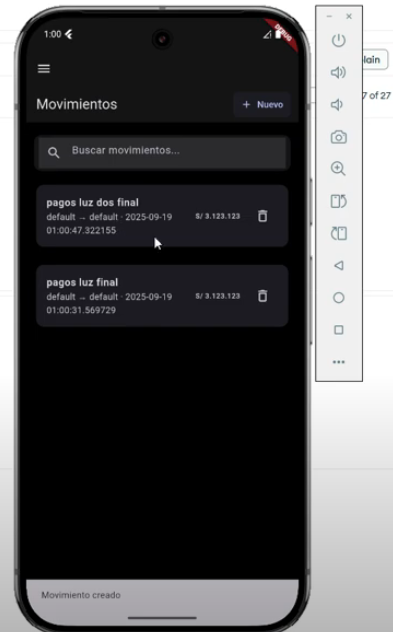 1:00
DEBUG
lain
7 of 27
Movimientos
+ Nuevo
Buscar movimientos...
pagos luz dos final
default → default · 2025-09-19
01:00:47.322155
S/ 3.123.123
pagos luz final
default → default · 2025-09-19
01:00:31.569729
S/ 3.123.123
Movimiento creado